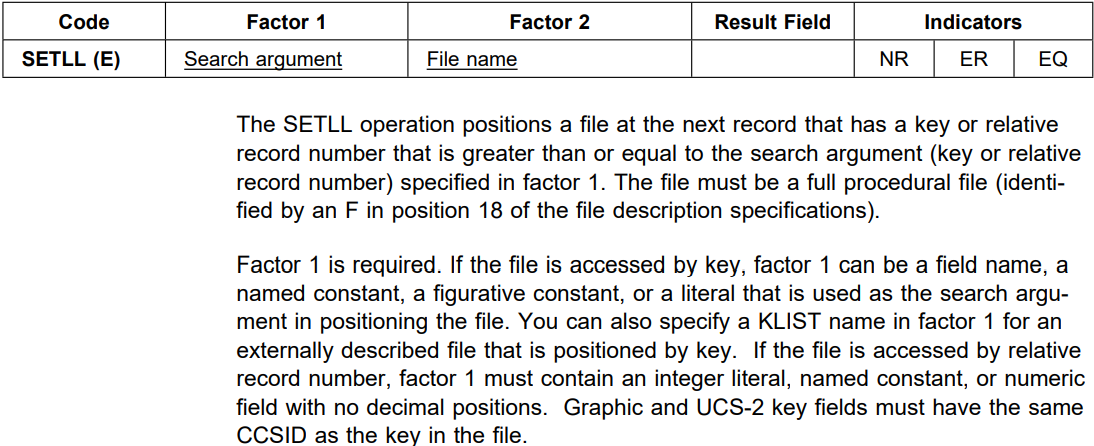 Code Factor 1 Factor 2 Result Field Indicators
SETLL (E) Search argument File name NR ER EQ
The SETLL operation positions a file at the next record that has a key or relative
record number that is greater than or equal to the search argument (key or relative
record number) specified in factor 1. The file must be a full procedural file (identi-
fied by an F in position 18 of the file description specifications).
Factor 1 is required. If the file is accessed by key, factor 1 can be a field name, a
named constant, a figurative constant, or a literal that is used as the search argu-
ment in positioning the file. You can also specify a KLIST name in factor 1 for an
externally described file that is positioned by key. If the file is accessed by relative
record number, factor 1 must contain an integer literal, named constant, or numeric
field with no decimal positions. Graphic and UCS-2 key fields must have the same
CCSID as the key in the file.